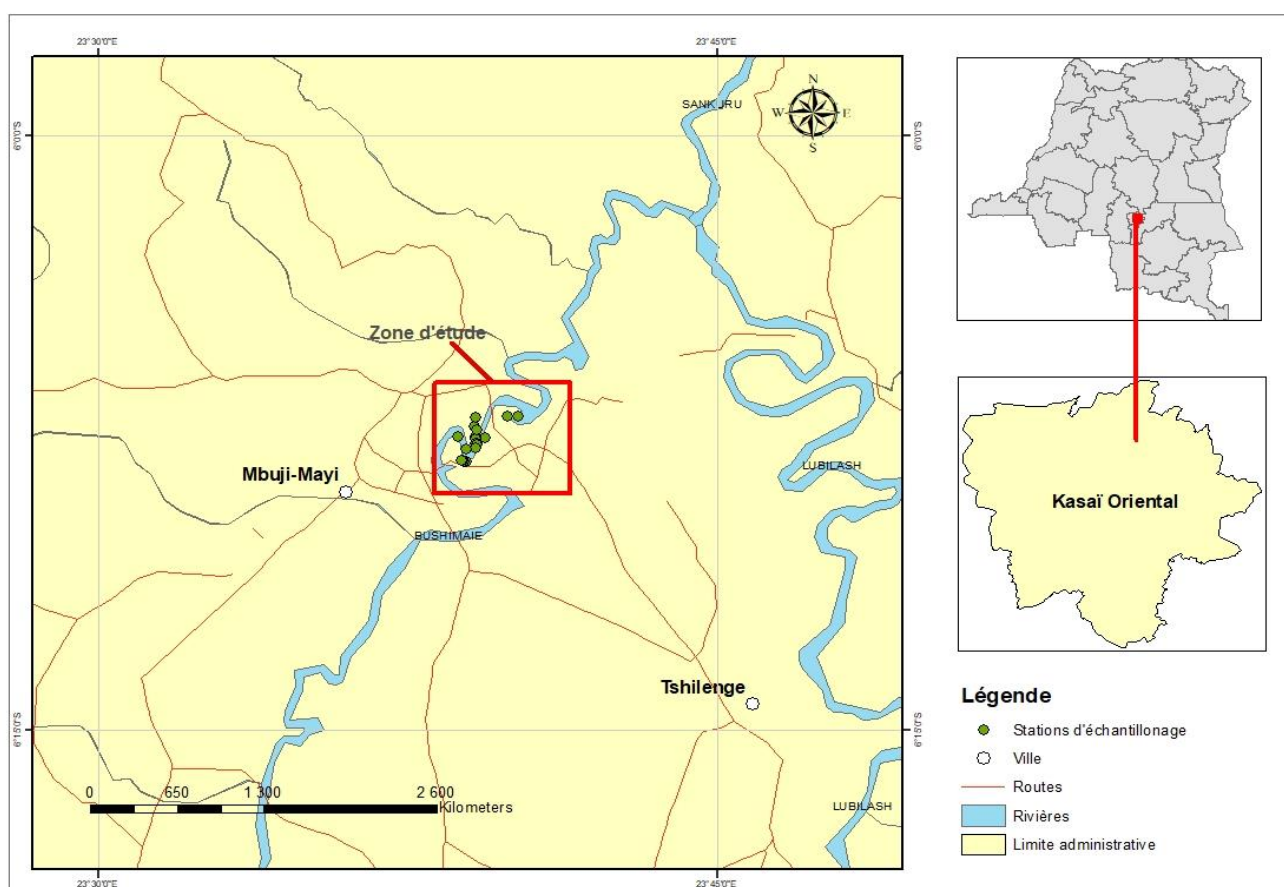 23°30'0"E
23°45'0"E
6°0'0"S
6°0'0"S
N
W
E
S
SANK JRU
Zone d'étude
Mbuji-Mayi
BUSHIMAIE
LUBILASH
Tshilenge
6°15'0"S
6°15'0"S
0 650 1 300 2 600
Kilometers
LUBILASH
23°30'0"E
23°45'0"E
Kasaï Oriental
Légende
Stations d'échantillonage
Ville
Routes
Rivières
Limite administrative